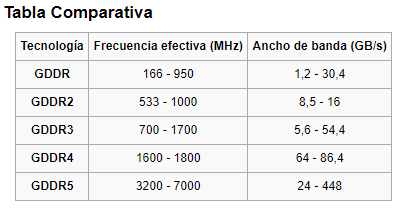 Tabla Comparativa
Tecnología Frecuencia efectiva (MHz) Ancho de banda (GB/s)
GDDR 166 - 950 1,2 - 30,4
GDDR2 533 - 1000 8,5 - 16
GDDR3 700 - 1700 5,6 - 54,4
GDDR4 1600 - 1800 64 - 86,4
GDDR5 3200 - 7000 24 - 448